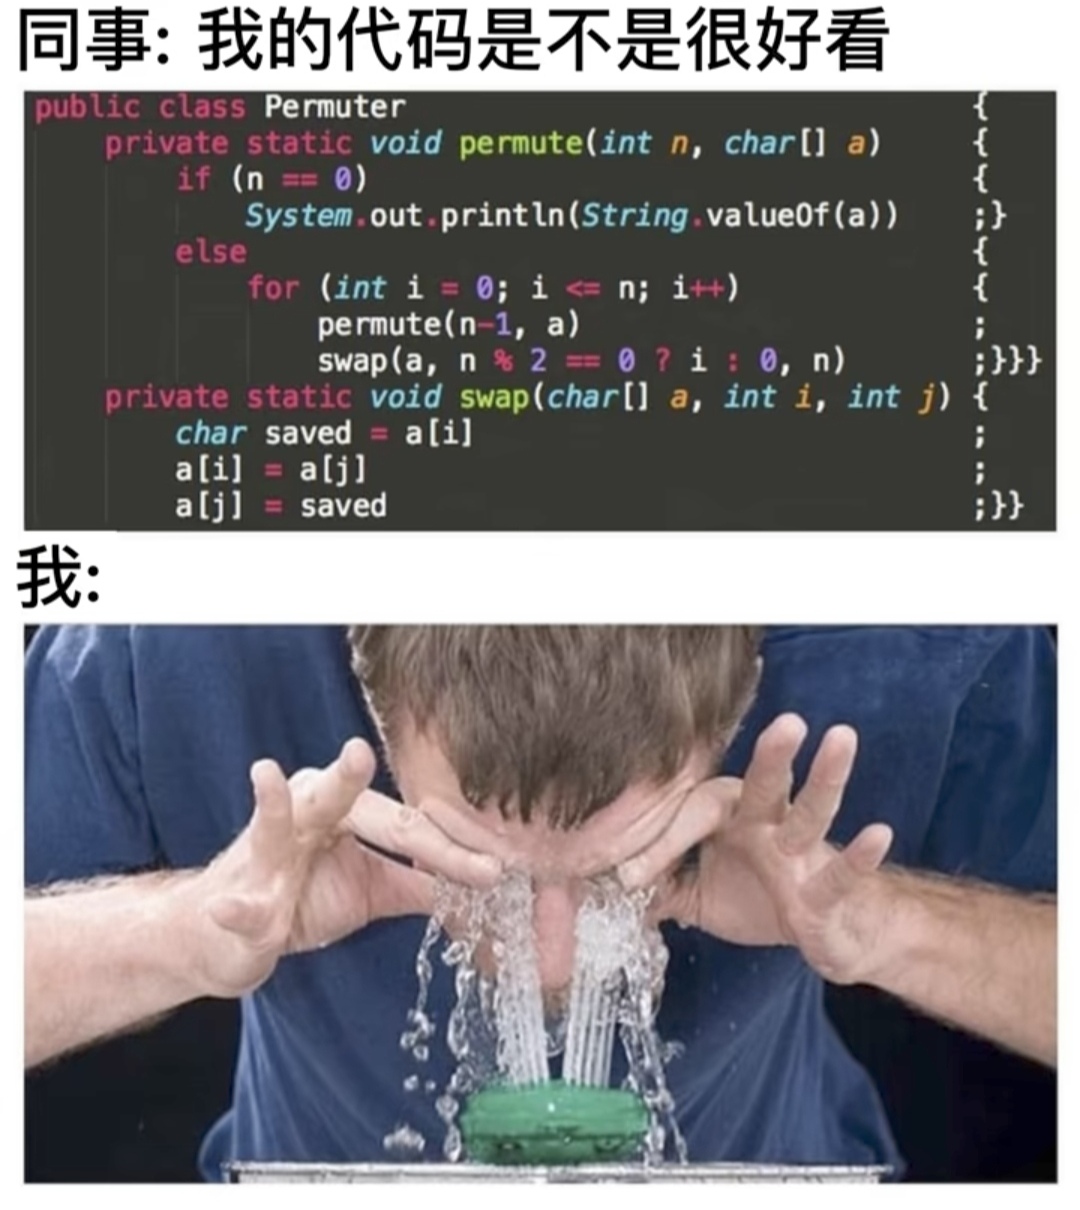 同事: 我的代码是不是很好看
public class Permuter                                {
    private static void permute(int n, char[] a)     {
        if (n == 0)                                  {
            System.out.println(String.valueOf(a))    ;}
        else                                         {
            for (int i = 0; i <= n; i++)             {
                permute(n-1, a)                      ;
                swap(a, n % 2 == 0 ? i : 0, n)       ;}}}
    private static void swap(char[] a, int i, int j) {
        char saved = a[i]                            ;
        a[i] = a[j]                                  ;
        a[j] = saved                                 ;}}
我: